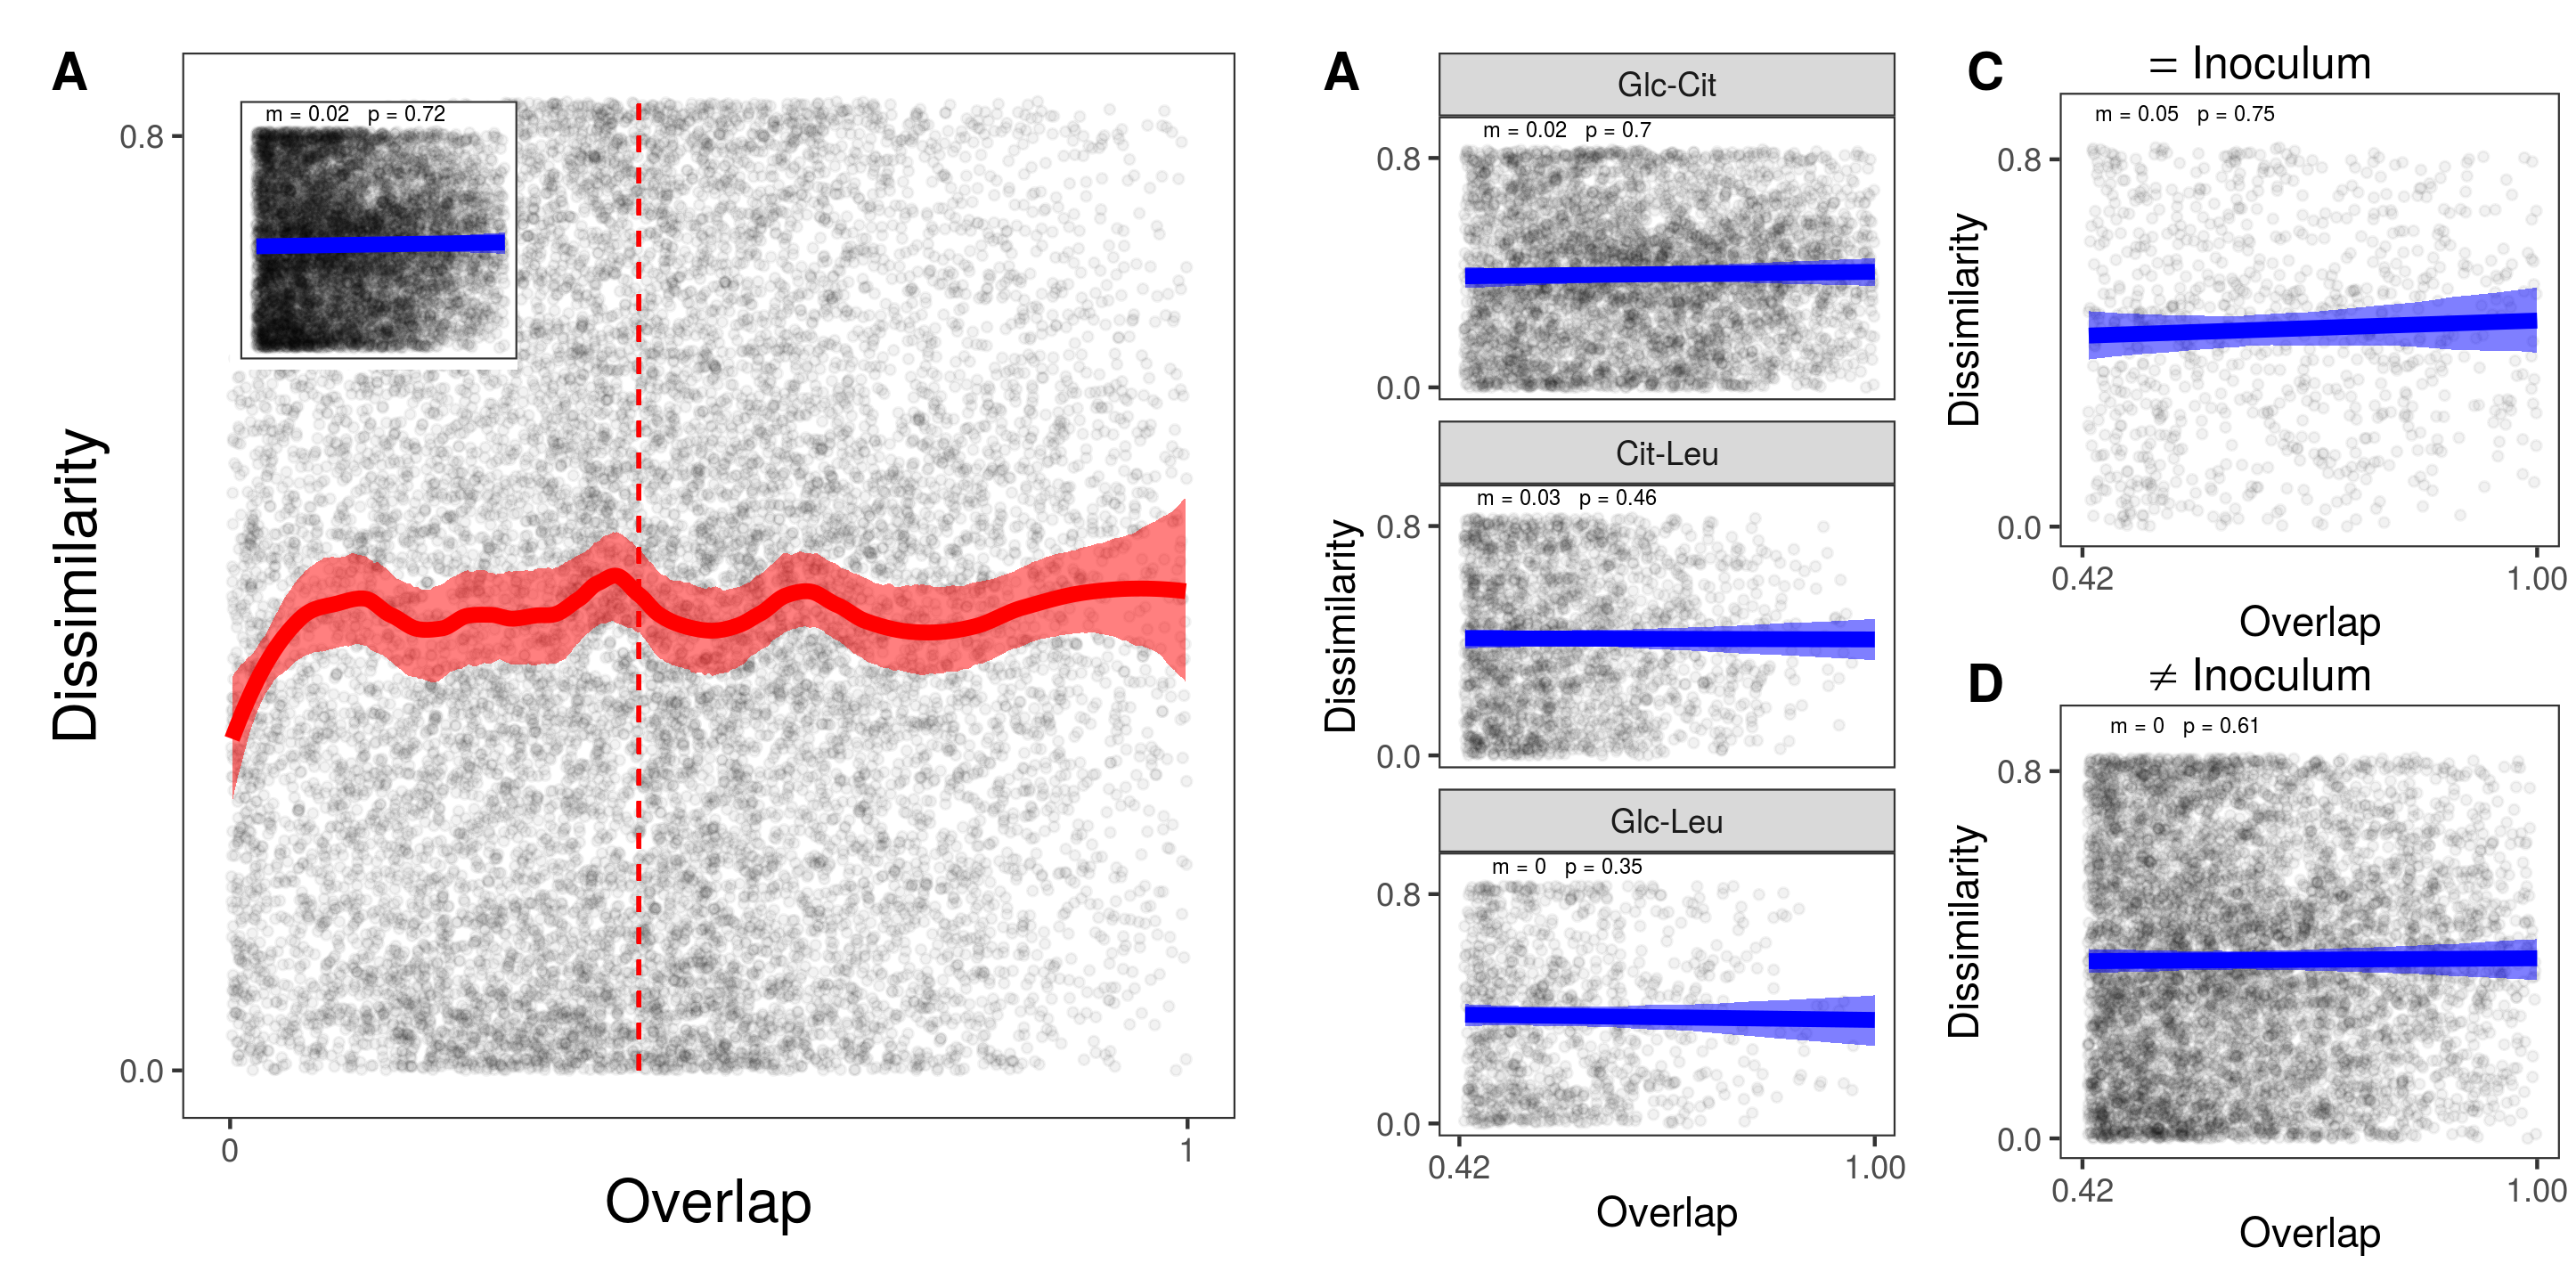 A
m = 0.02 p = 0.72
0.8
0.0
Dissimilarity
0
1
Overlap
A
Glc-Cit
m = 0.02 p = 0.7
0.8
0.0
Cit-Leu
m = 0.03 p = 0.46
0.8
0.0
Dissimilarity
Glc-Leu
m = 0 p = 0.35
0.8
0.0
0.42
1.00
Overlap
C
= Inoculum
m = 0.05 p = 0.75
0.8
0.0
Dissimilarity
0.42
1.00
Overlap
D
≠ Inoculum
m = 0 p = 0.61
0.8
0.0
Dissimilarity
0.42
1.00
Overlap